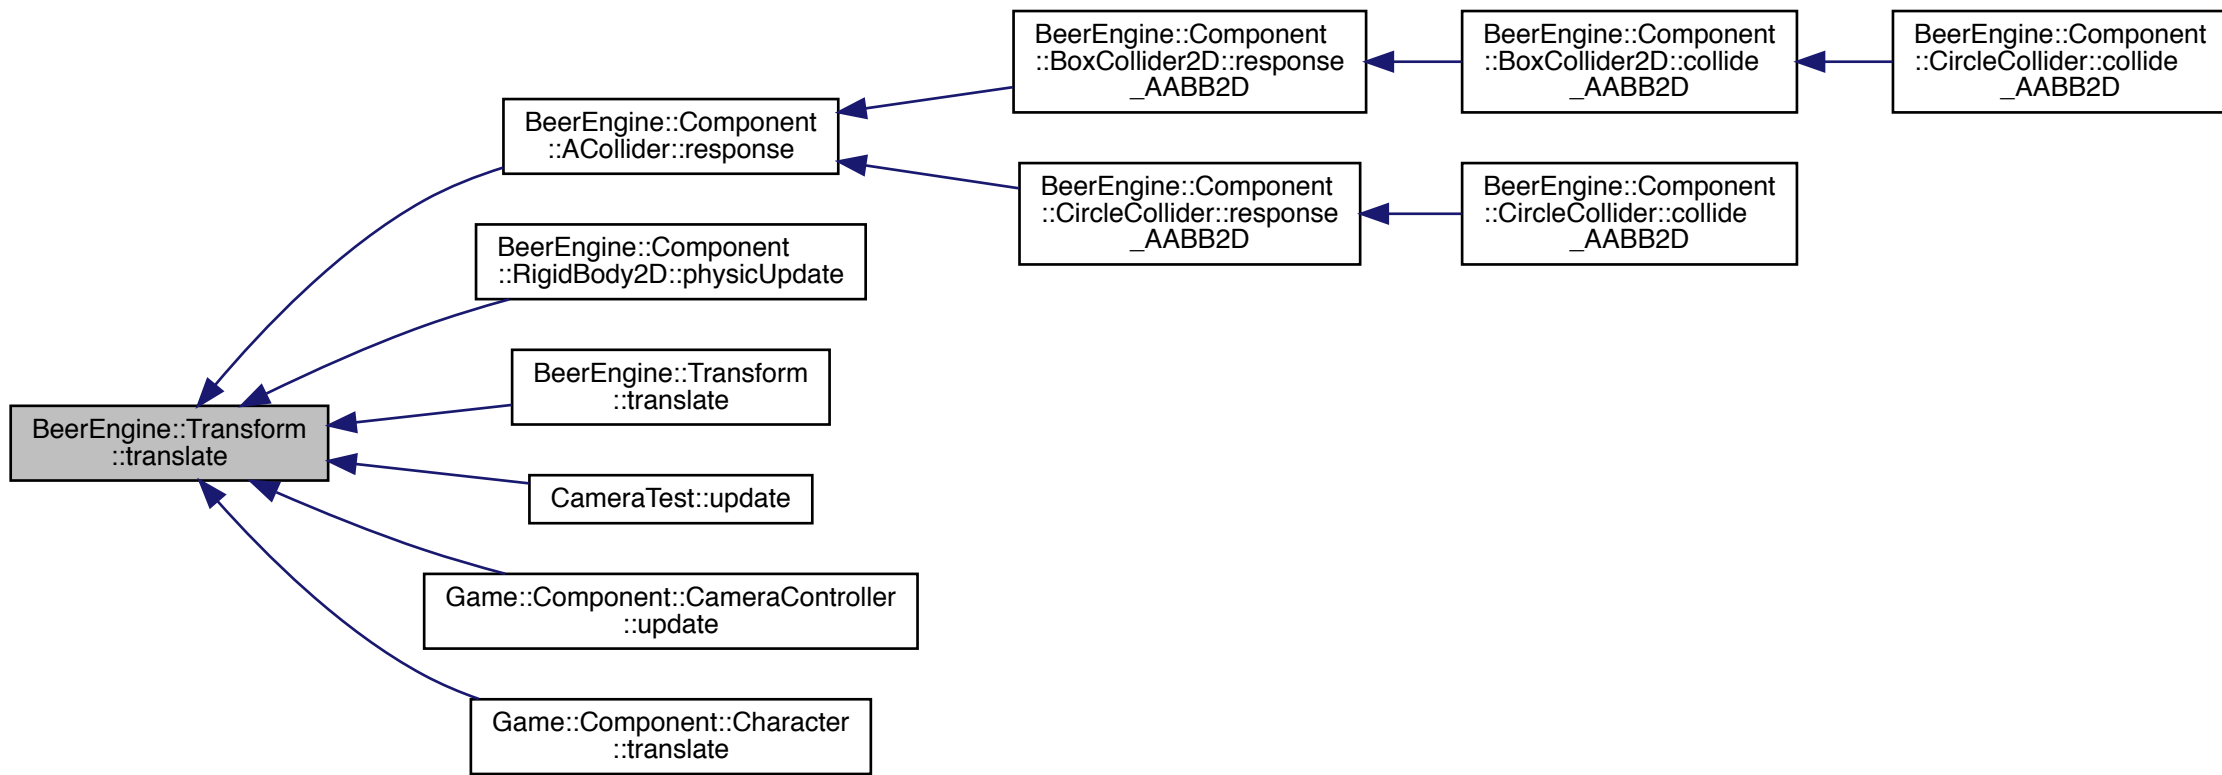 BeerEngine::Transform
::translate
BeerEngine::Component
::ACollider::response
BeerEngine::Component
::BoxCollider2D::response
_AABB2D
BeerEngine::Component
::BoxCollider2D::collide
_AABB2D
BeerEngine::Component
::CircleCollider::collide
_AABB2D
BeerEngine::Component
::CircleCollider::response
_AABB2D
BeerEngine::Component
::CircleCollider::collide
_AABB2D
BeerEngine::Component
::RigidBody2D::physicUpdate
BeerEngine::Transform
::translate
CameraTest::update
Game::Component::CameraController
::update
Game::Component::Character
::translate